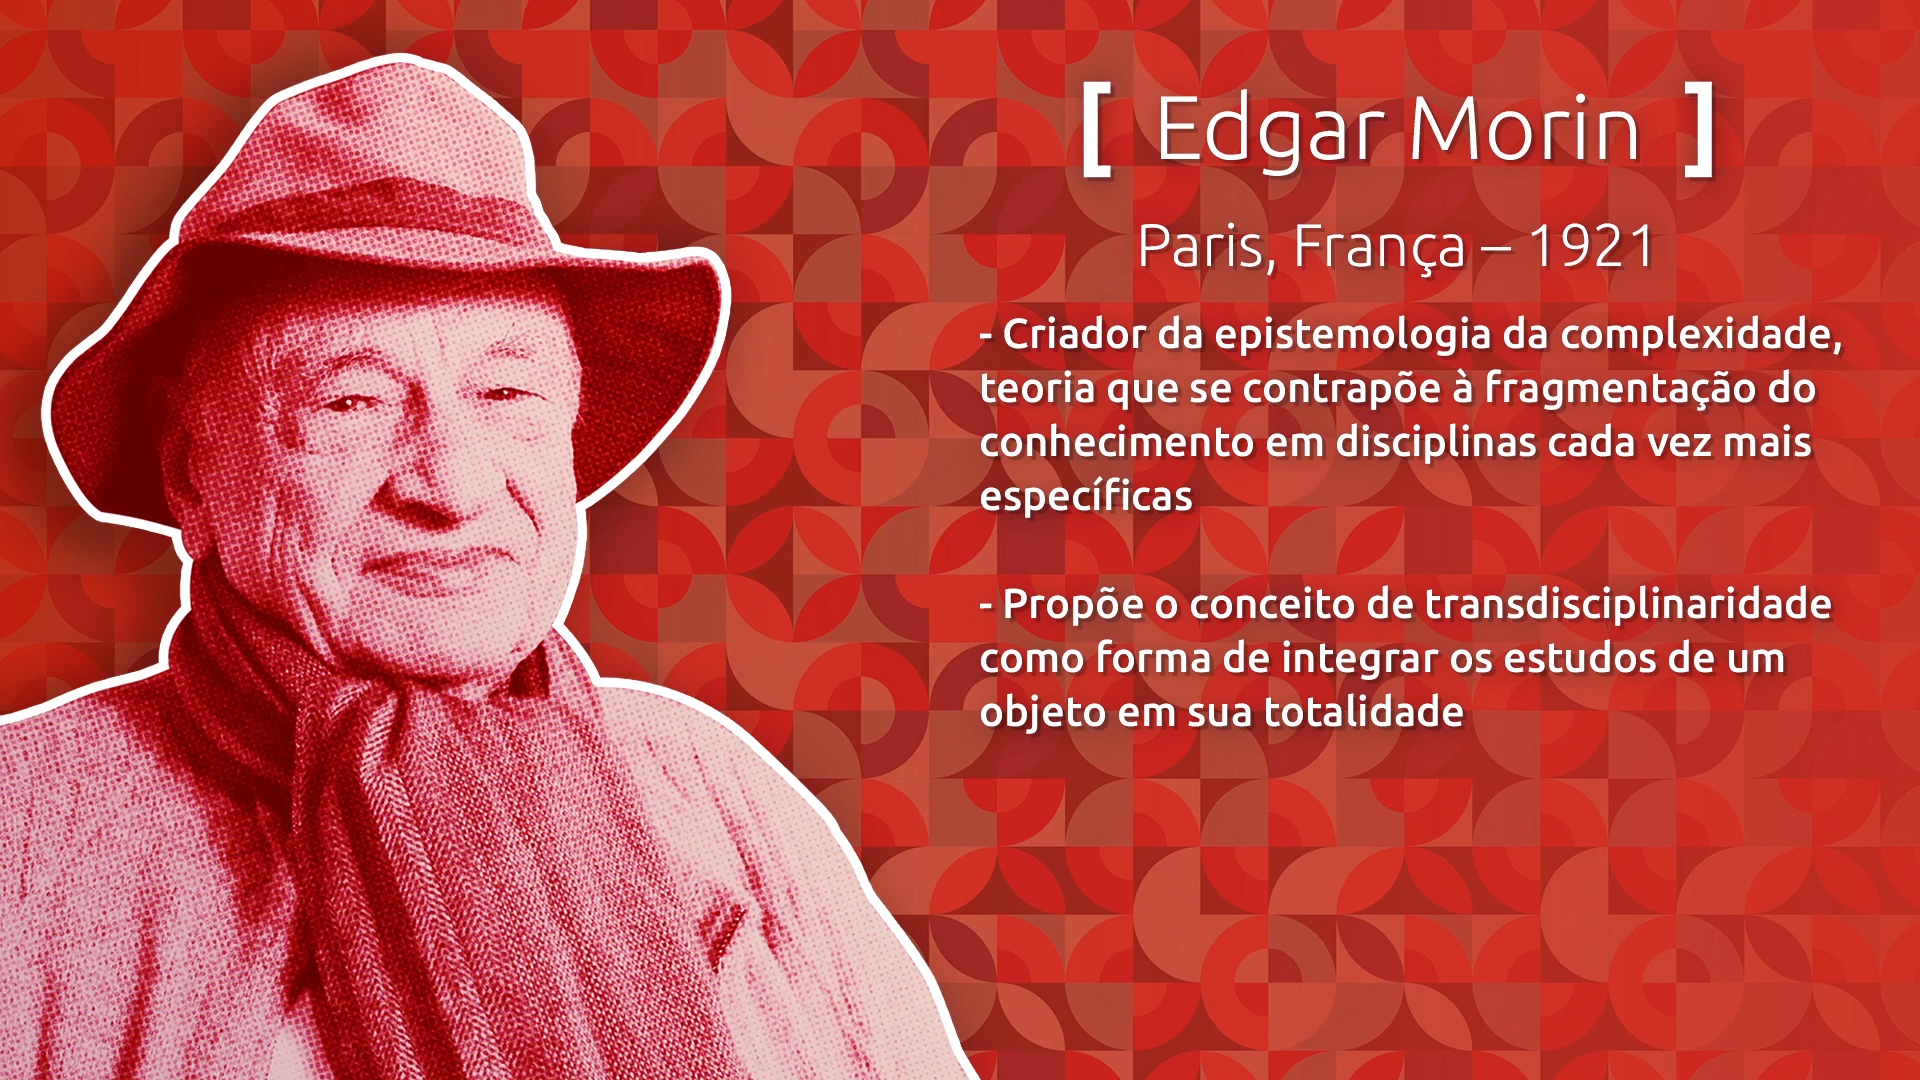 [ Edgar Morin ]
Paris, França – 1921
- Criador da epistemologia da complexidade,
teoria que se contrapõe à fragmentação do
conhecimento em disciplinas cada vez mais
específicas
- Propõe o conceito de transdisciplinaridade
como forma de integrar os estudos de um
objeto em sua totalidade